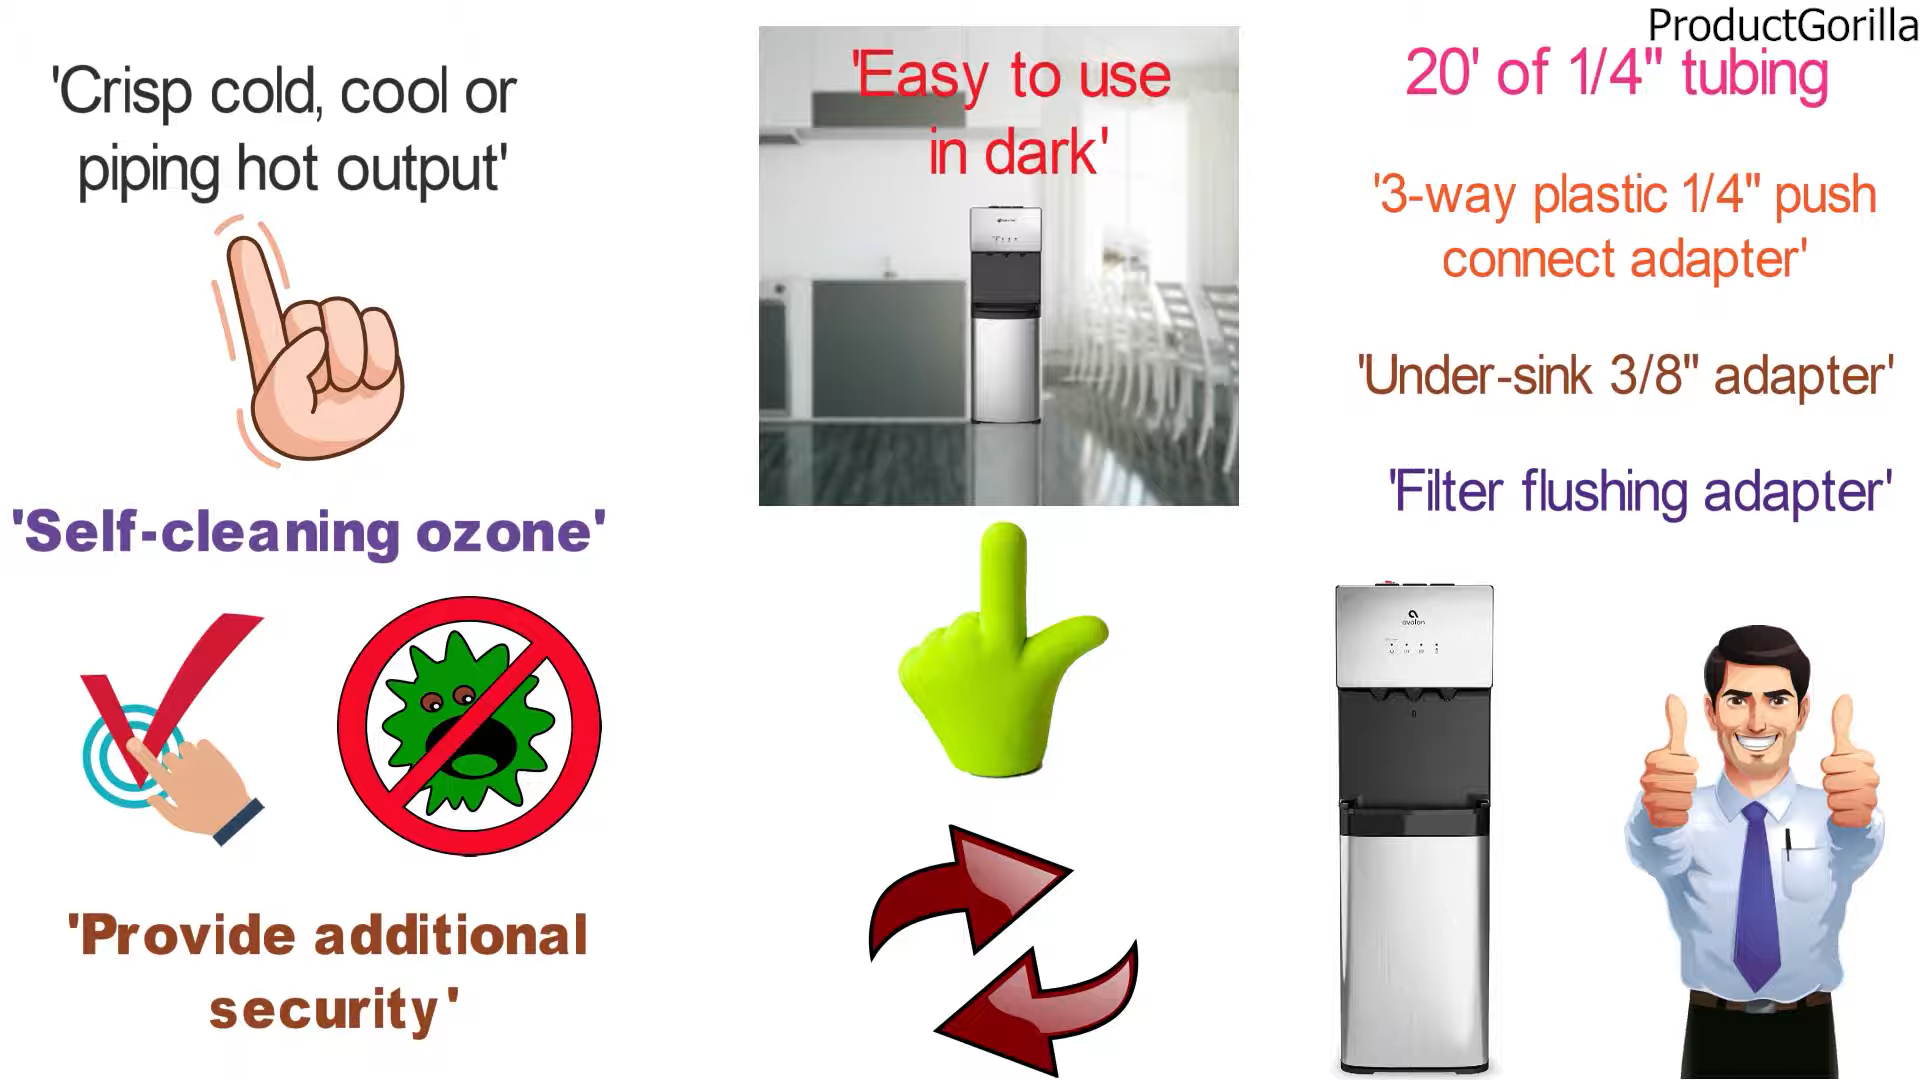 ProductGorilla
'Crisp cold, cool or
piping hot output'
'Self-cleaning ozone'
'Provide additional
security'
'Easy to use
in dark'
20' of 1/4" tubing
'3-way plastic 1/4" push
connect adapter'
'Under-sink 3/8" adapter'
'Filter flushing adapter'
avalon